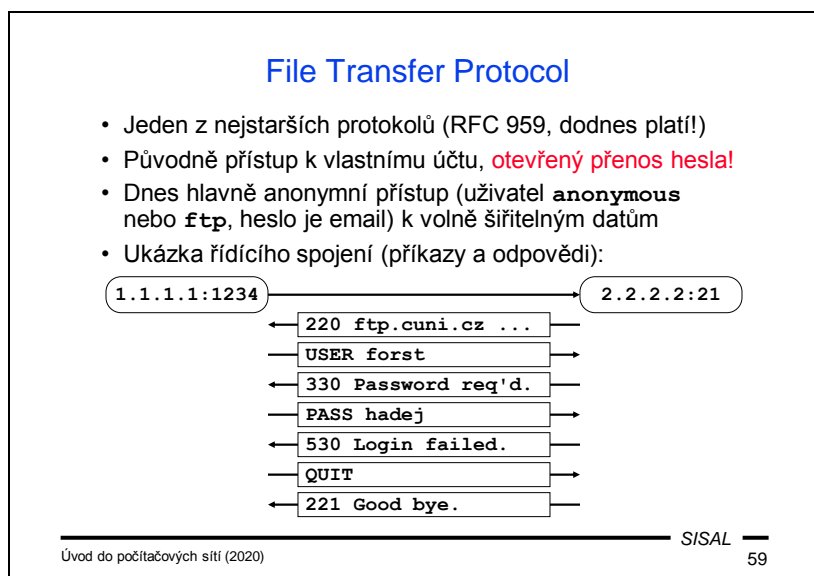 File Transfer Protocol
• Jeden z nejstarších protokolů (RFC 959, dodnes platí!)
• Původně přístup k vlastnímu účtu, otevřený přenos hesla!
• Dnes hlavně anonymní přístup (uživatel anonymous
nebo ftp, heslo je email) k volně šiřitelným datům
• Ukázka řídícího spojení (příkazy a odpovědi):
1.1.1.1:1234 2.2.2.2:21
220 ftp.cuni.cz ...
USER forst
330 Password req'd.
PASS hadej
530 Login failed.
QUIT
221 Good bye.
SISAL
Úvod do počítačových sítí (2020) 59